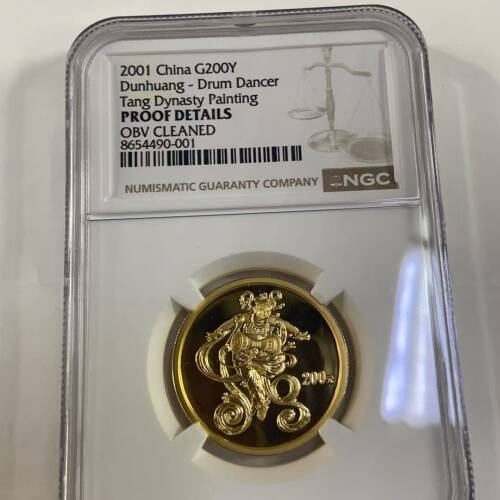 2001 China G200Y
Dunhuang - Drum Dancer
Tang Dynasty Painting
PROOF DETAILS
OBV CLEANED
8654490-001
NUMISMATIC GUARANTY COMPANY
NGC
200元